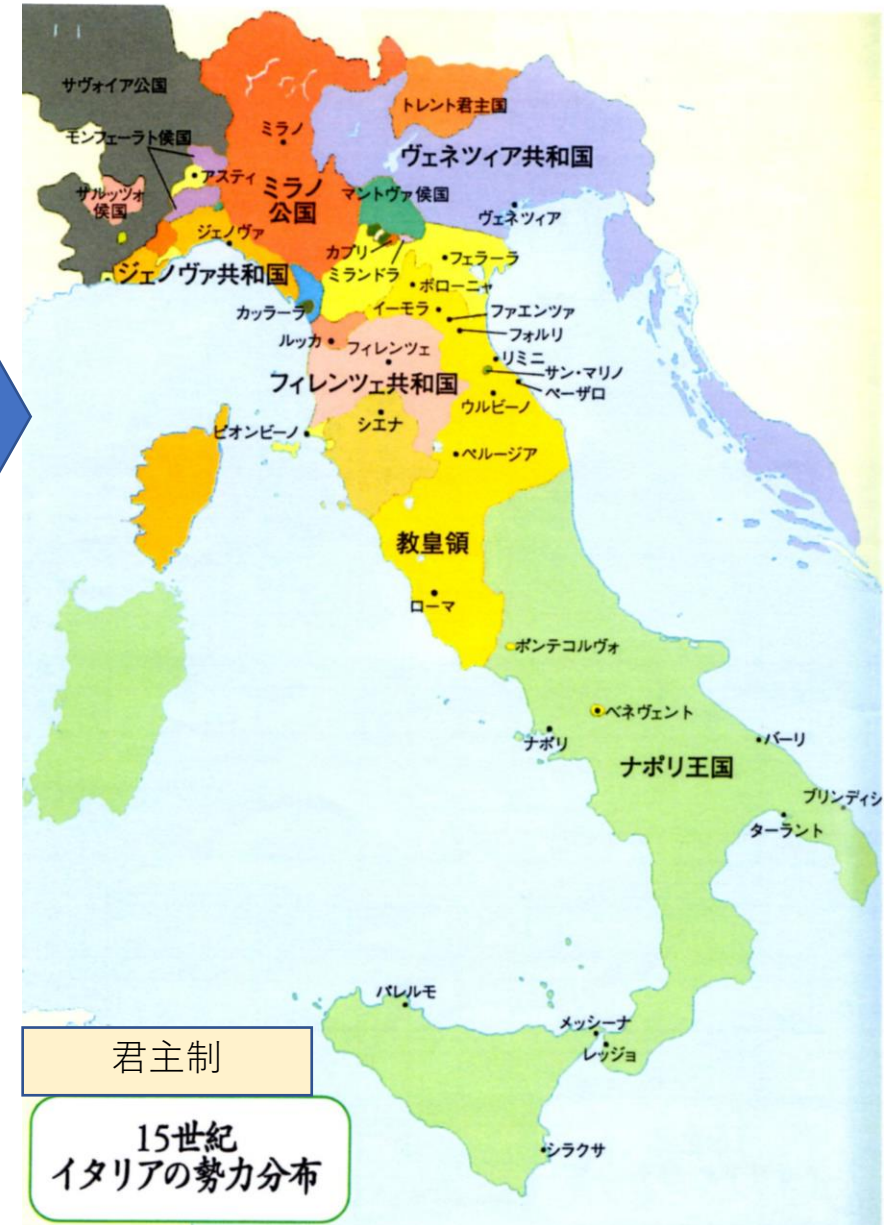 サヴォイア公国
トレント君主国
モンフェーラト侯国
ミラノ
ヴェネツィア共和国
アスティ
サルッツォ
侯国
ミラノ
公国
マントヴァ侯国
ヴェネツィア
ジェノヴァ
カプリ
フェラーラ
ジェノヴァ共和国
ミランドラ
ボローニャ
カッラーラ
イーモラ
ファエンツァ
フォルリ
ルッカ
フィレンツェ
リミニ
サン・マリノ
フィレンツェ共和国
ペーザロ
ウルビーノ
シエナ
ピオンビーノ
ペルージア
教皇領
ローマ
ポンテコルヴォ
ベネヴェント
ナポリ
バーリ
ナポリ王国
ブリンディシ
ターラント
パレルモ
メッシーナ
レッジョ
君主制
15世紀
イタリアの勢力分布
シラクサ